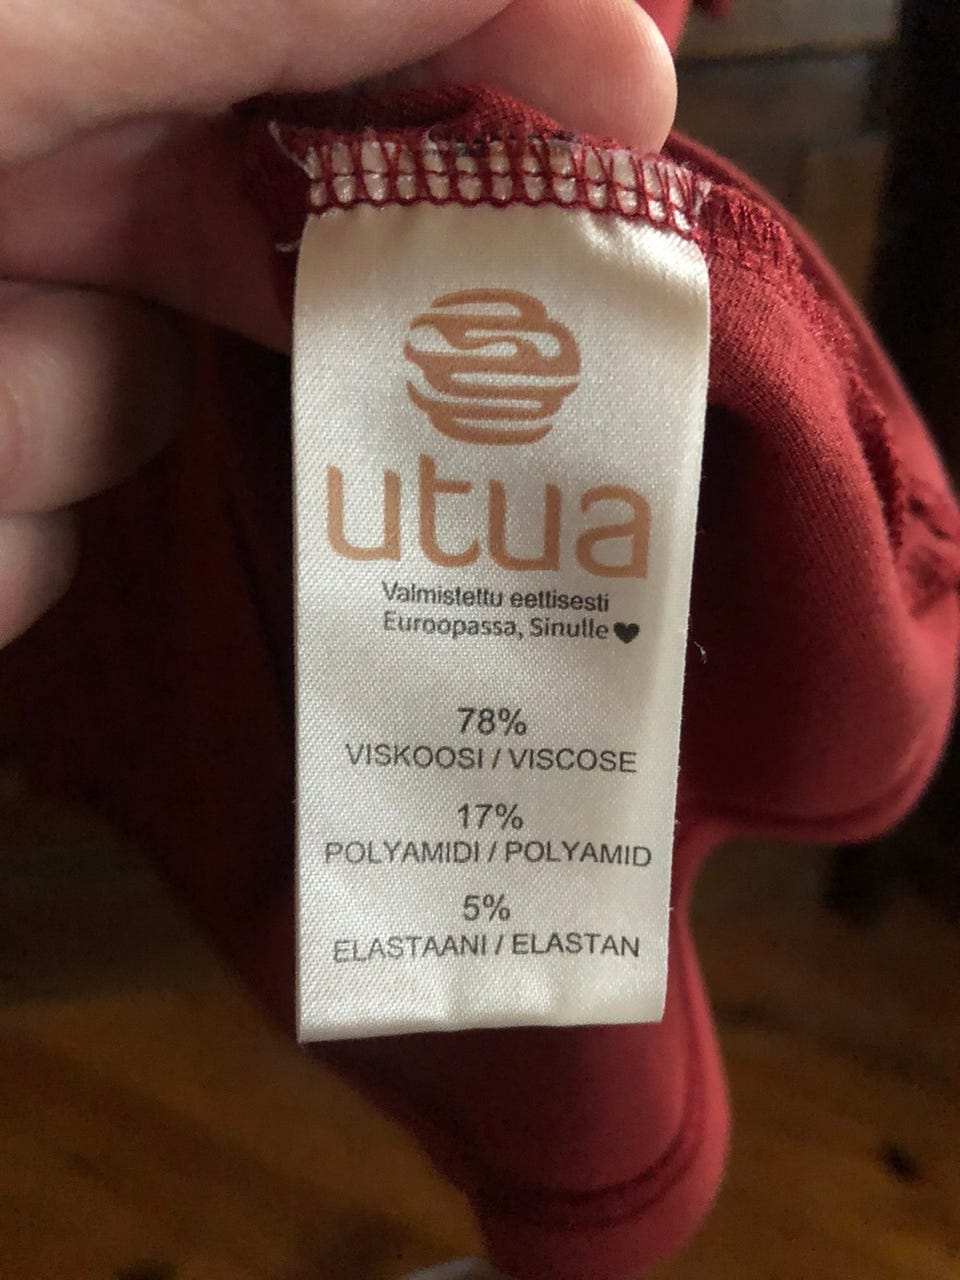 utua
Valmistettu eettisesti
Euroopassa, Sinulle♥
78%
VISKOOSI / VISCOSE
17%
POLYAMIDI / POLYAMID
5%
ELASTAANI / ELASTAN